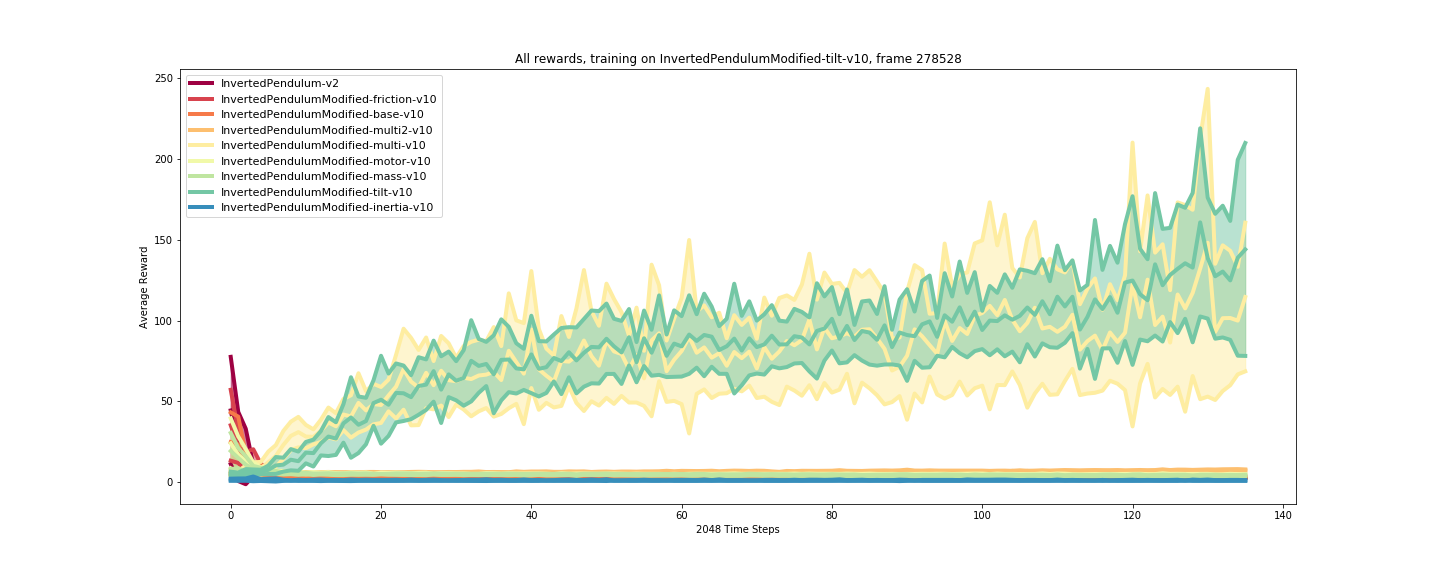 All rewards, training on InvertedPendulumModified-tilt-v10, frame 278528
250
200
150
100
50
0
Average Reward
InvertedPendulum-v2
InvertedPendulumModified-friction-v10
InvertedPendulumModified-base-v10
InvertedPendulumModified-multi2-v10
InvertedPendulumModified-multi-v10
InvertedPendulumModified-motor-v10
InvertedPendulumModified-mass-v10
InvertedPendulumModified-tilt-v10
InvertedPendulumModified-inertia-v10
0 20 40 60 80 100 120 140
2048 Time Steps